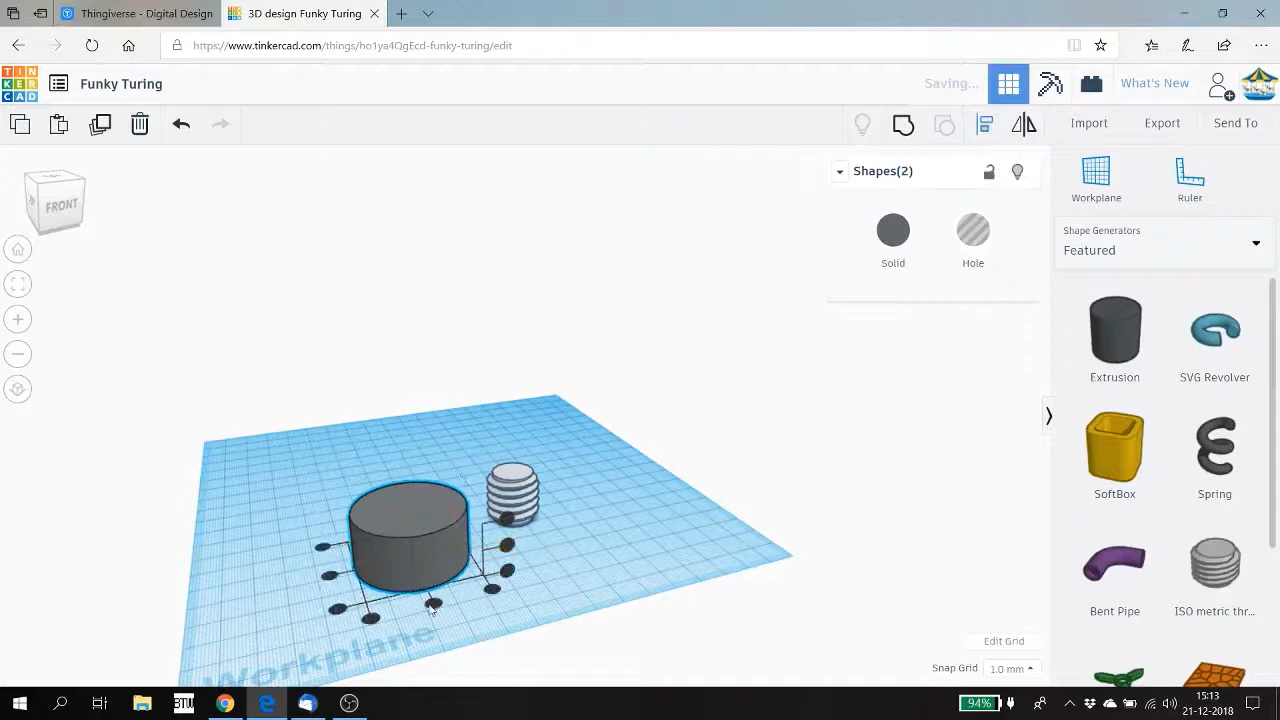 Thingiverse - Digital Design
3D design Funky Turing
https://www.tinkercad.com/things/ho1ya4QgEcd-funky-turing/edit
TIN
KER
CAD
Funky Turing
Saving...
What's New
Import
Export
Send To
FRONT
Shapes(2)
Solid
Hole
Workplane
Ruler
Shape Generators
Featured
Extrusion
SVG Revolver
SoftBox
Spring
Bent Pipe
ISO metric thr...
Edit Grid
Snap Grid
1.0 mm
BTW
94%
15:13
21-12-2018